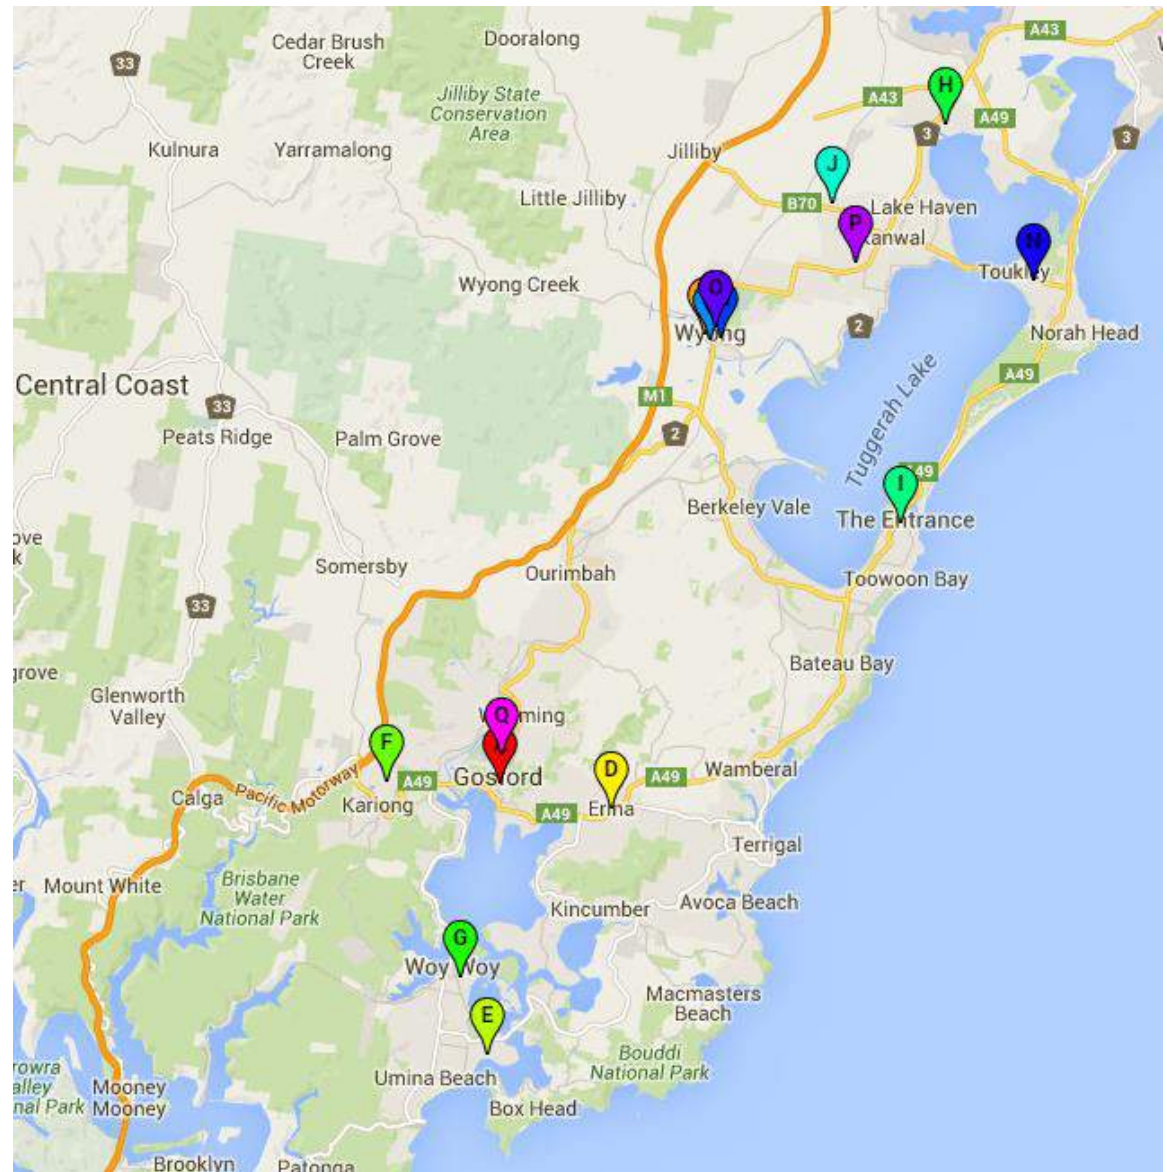 A43
Cedar Brush
Creek
Dooralong
33
H
A43
A49
Jilliby State
Conservation
Area
3
3
Kulnura
Yarramalong
Jilliby
J
Little Jilliby
B70
Lake Haven
P
Kanwal
N
Toukley
Wyong Creek
O
Wyong
2
Norah Head
Central Coast
A49
M1
33
Tuggerah Lake
Peats Ridge
Palm Grove
2
A49
I
Berkeley Vale
The Entrance
Somersby
Ourimbah
Toowoon Bay
33
Bateau Bay
Glenworth
Valley
Q
Wyoming
F
D
A49
Gosford
A49
Wamberal
Pacific Motorway
Calga
Kariong
A49
Erina
Terrigal
Mount White
Brisbane
Water
National Park
Kincumber
Avoca Beach
G
Woy Woy
Macmasters
Beach
E
Bouddi
National Park
Umina Beach
Mooney
Mooney
Box Head
Brooklyn
Patonga